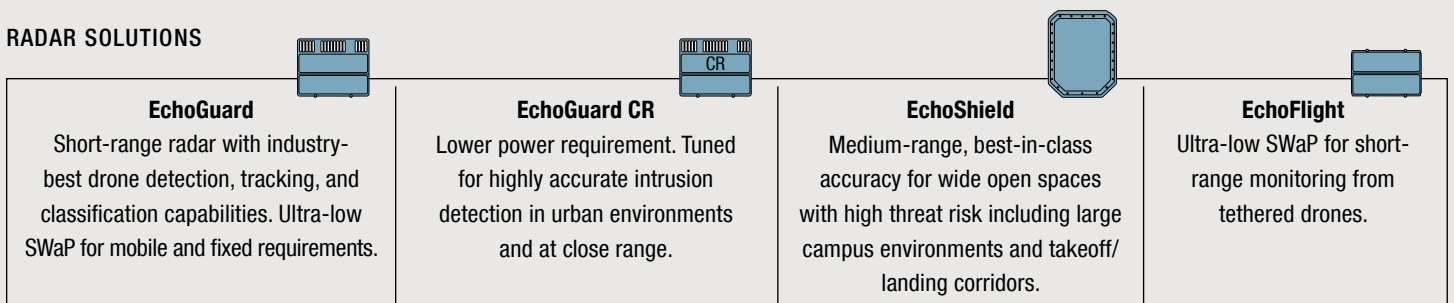 RADAR SOLUTIONS
CR
EchoGuard
Short-range radar with industry-
best drone detection, tracking, and
classification capabilities. Ultra-low
SWaP for mobile and fixed requirements.
EchoGuard CR
Lower power requirement. Tuned
for highly accurate intrusion
detection in urban environments
and at close range.
EchoShield
Medium-range, best-in-class
accuracy for wide open spaces
with high threat risk including large
campus environments and takeoff/
landing corridors.
EchoFlight
Ultra-low SWaP for short-
range monitoring from
tethered drones.